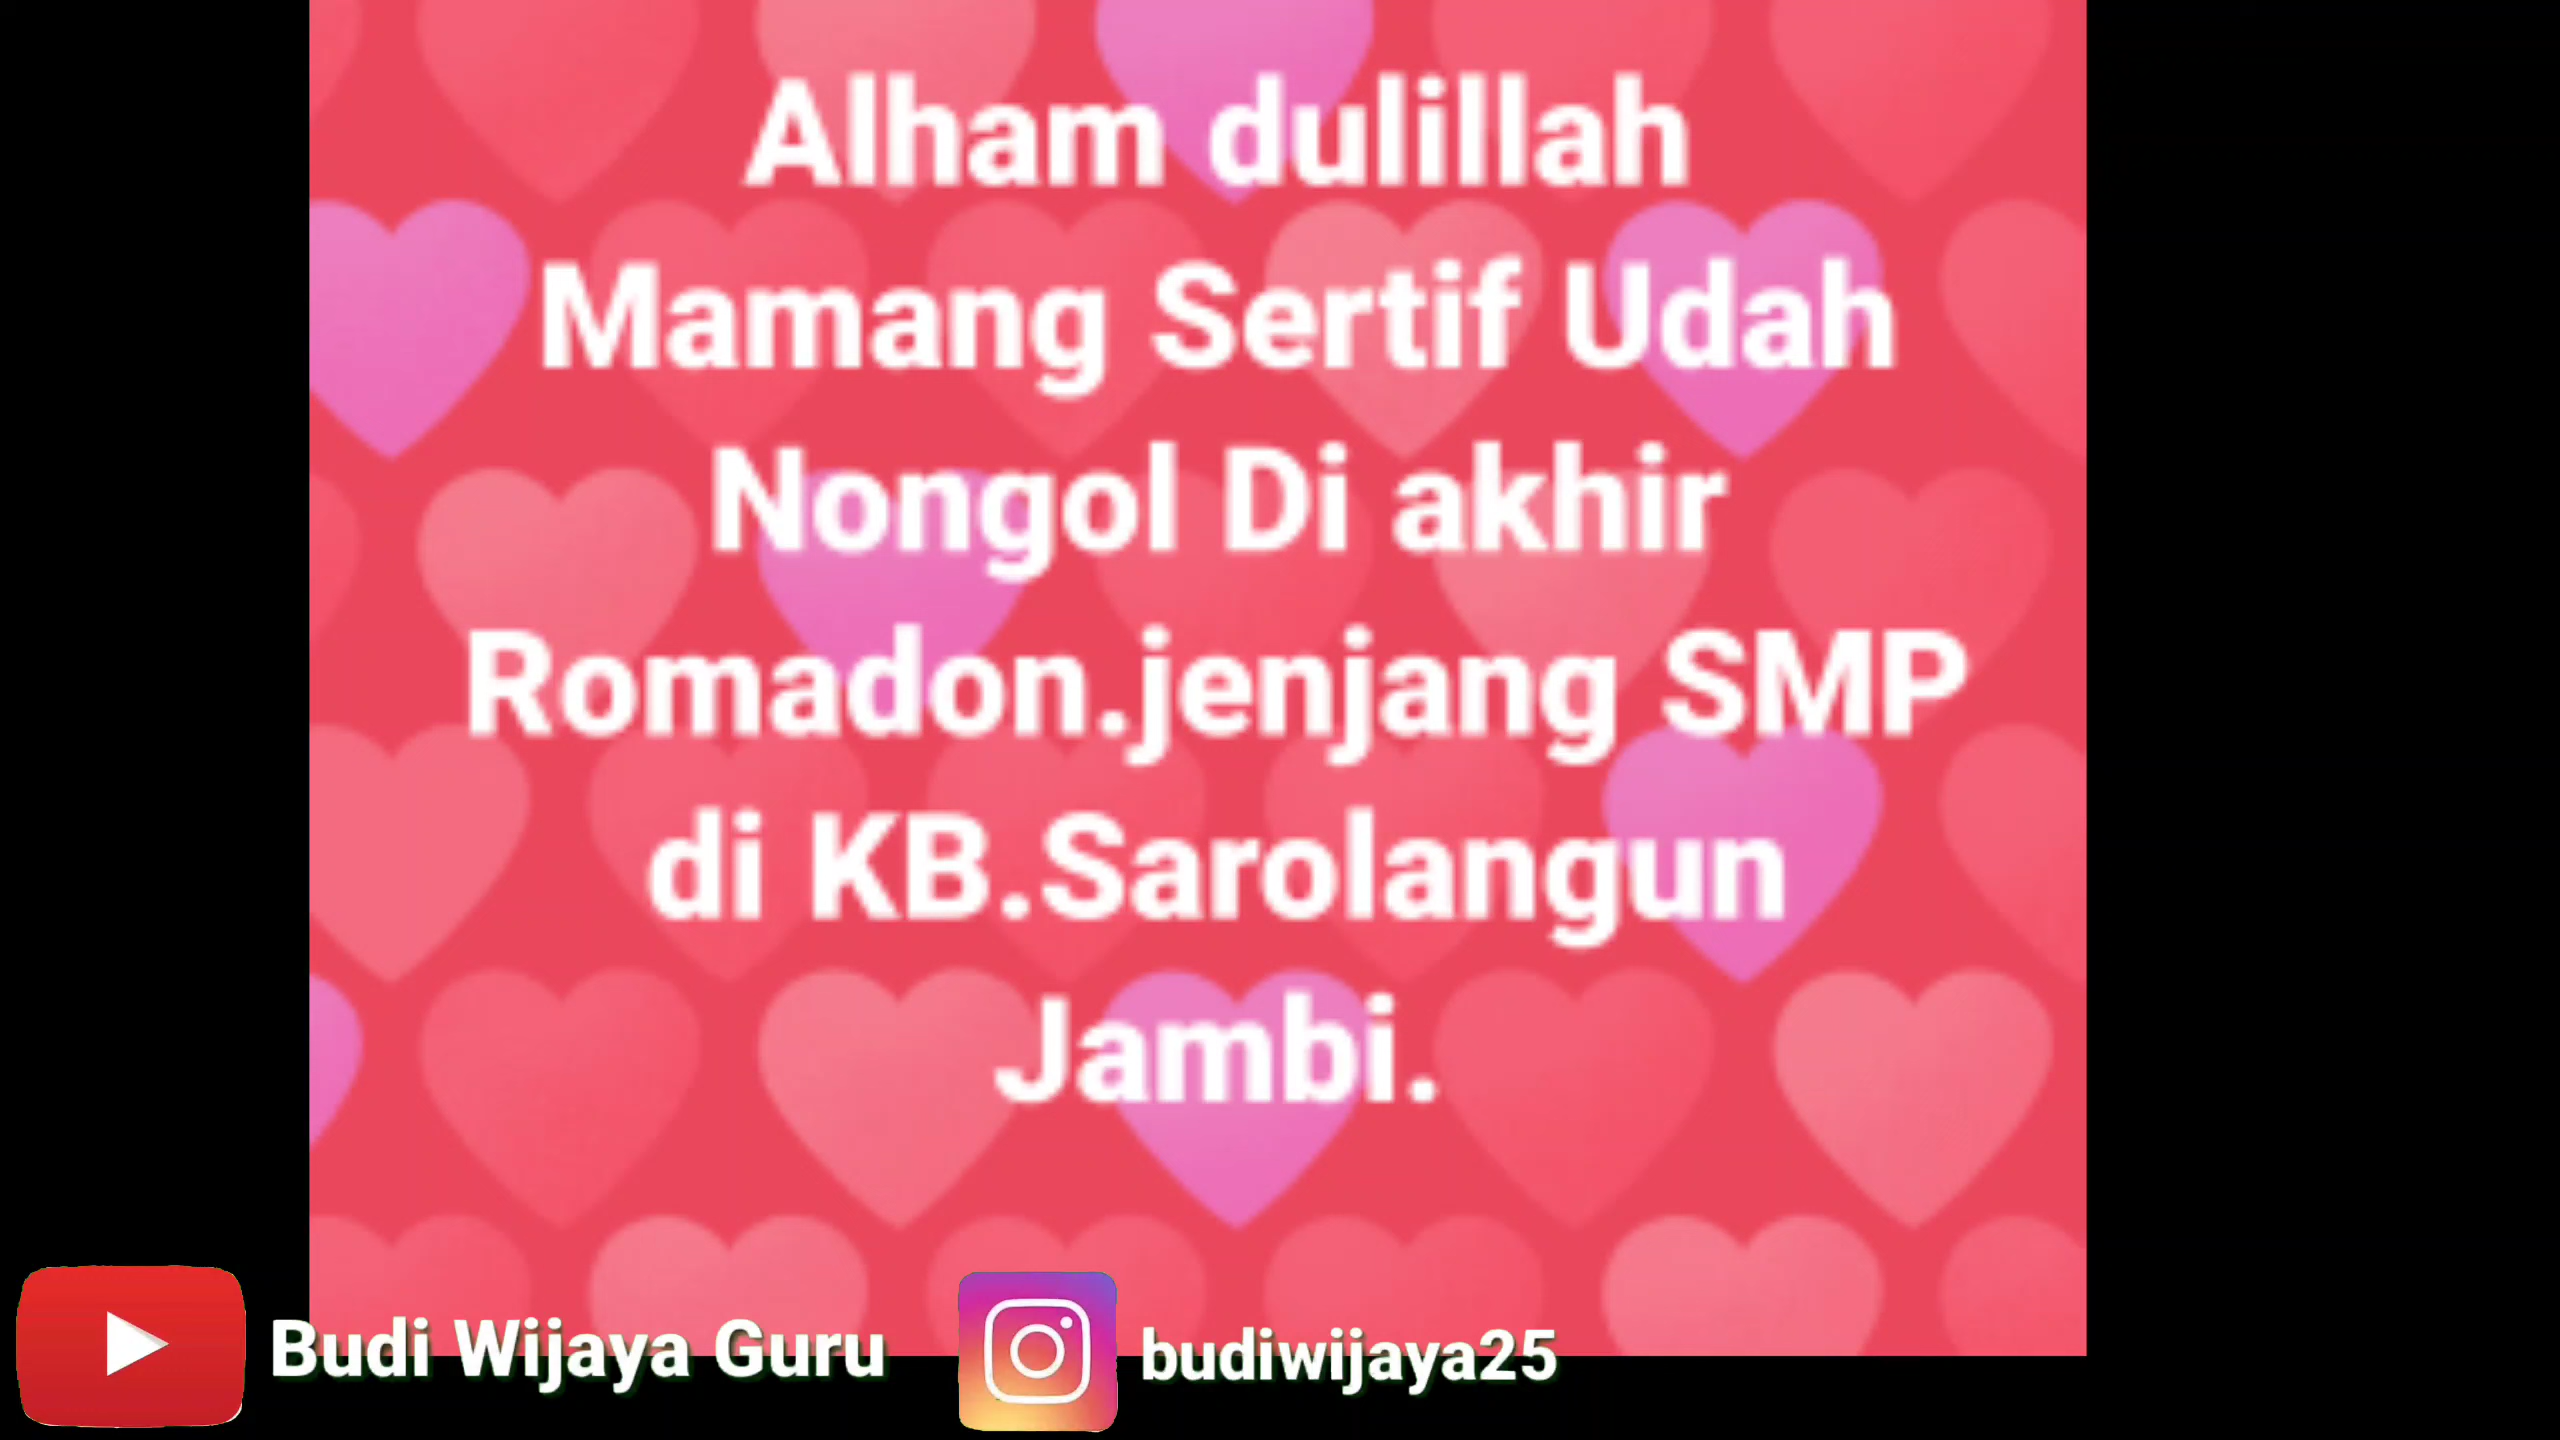 Alham dulillah
Mamang Sertif Udah
Nongol Di akhir
Romadon.jenjang SMP
di KB.Sarolangun
Jambi.
Budi Wijaya Guru
budiwijaya25